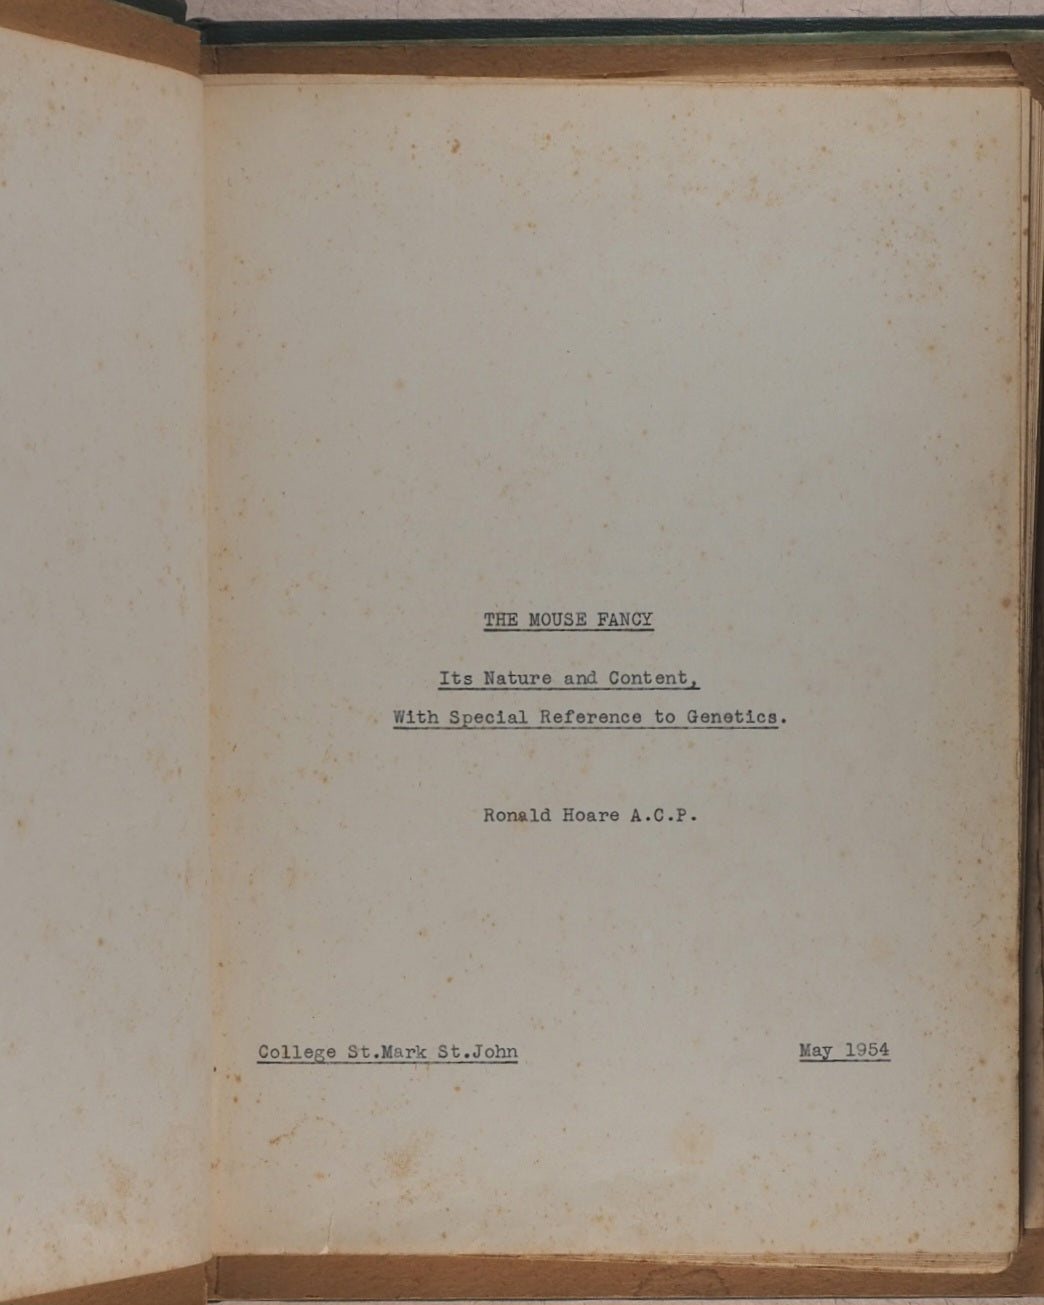 THE MOUSE FANCY
Its Nature and Content,
With Special Reference to Genetics.
Ronald Hoare A.C.P.
College St.Mark St.John May 1954